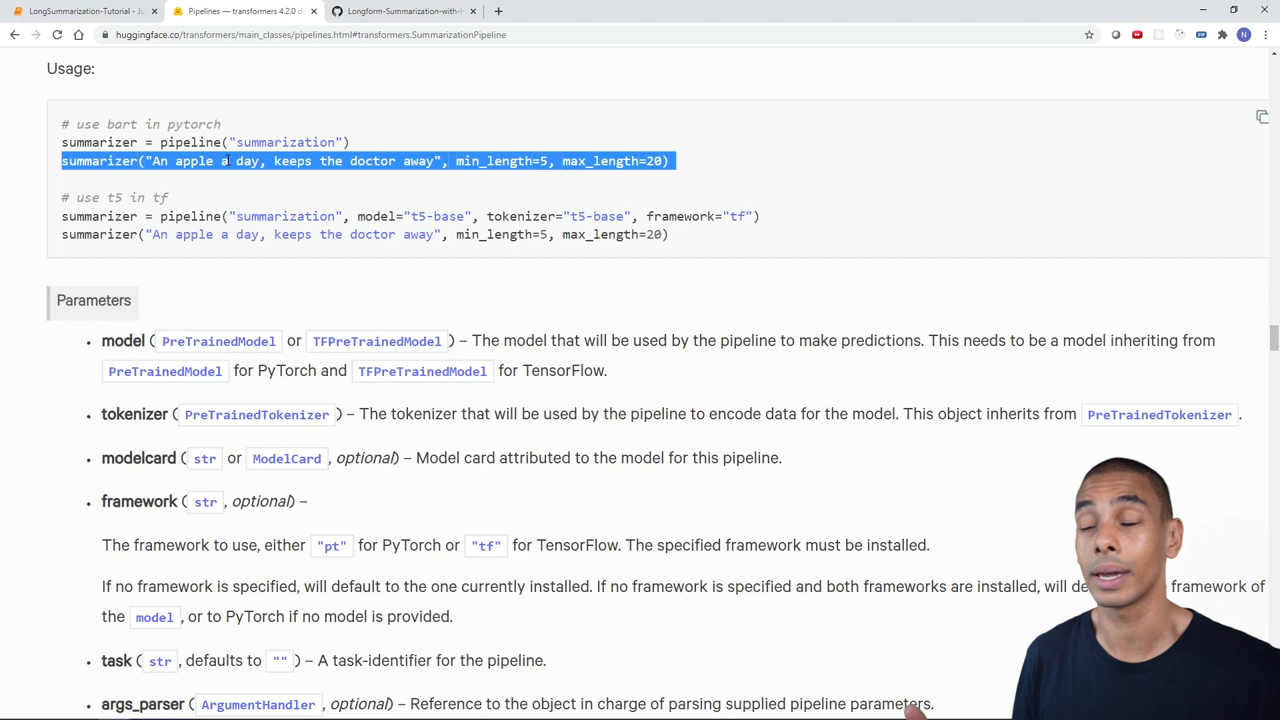 LongSummarization-Tutorial - Ju
Pipelines — transformers 4.2.0 d
Longform-Summarization-with-
huggingface.co/transformers/main_classes/pipelines.html#transformers.SummarizationPipeline
N
Usage:
# use bart in pytorch
summarizer = pipeline("summarization")
summarizer("An apple a day, keeps the doctor away", min_length=5, max_length=20)
# use t5 in tf
summarizer = pipeline("summarization", model="t5-base", tokenizer="t5-base", framework="tf")
summarizer("An apple a day, keeps the doctor away", min_length=5, max_length=20)
Parameters
• model (PreTrainedModel or TFPreTrainedModel) – The model that will be used by the pipeline to make predictions. This needs to be a model inheriting from
PreTrainedModel for PyTorch and TFPreTrainedModel for TensorFlow.
• tokenizer (PreTrainedTokenizer) – The tokenizer that will be used by the pipeline to encode data for the model. This object inherits from PreTrainedTokenizer.
• modelcard (str or ModelCard, optional) – Model card attributed to the model for this pipeline.
• framework (str, optional) –
The framework to use, either "pt" for PyTorch or "tf" for TensorFlow. The specified framework must be installed.
If no framework is specified, will default to the one currently installed. If no framework is specified and both frameworks are installed, will de framework of
the model, or to PyTorch if no model is provided.
• task (str, defaults to "") – A task-identifier for the pipeline.
• args_parser (ArgumentHandler, optional) – Reference to the object in charge of parsing supplied pipeline parameters.